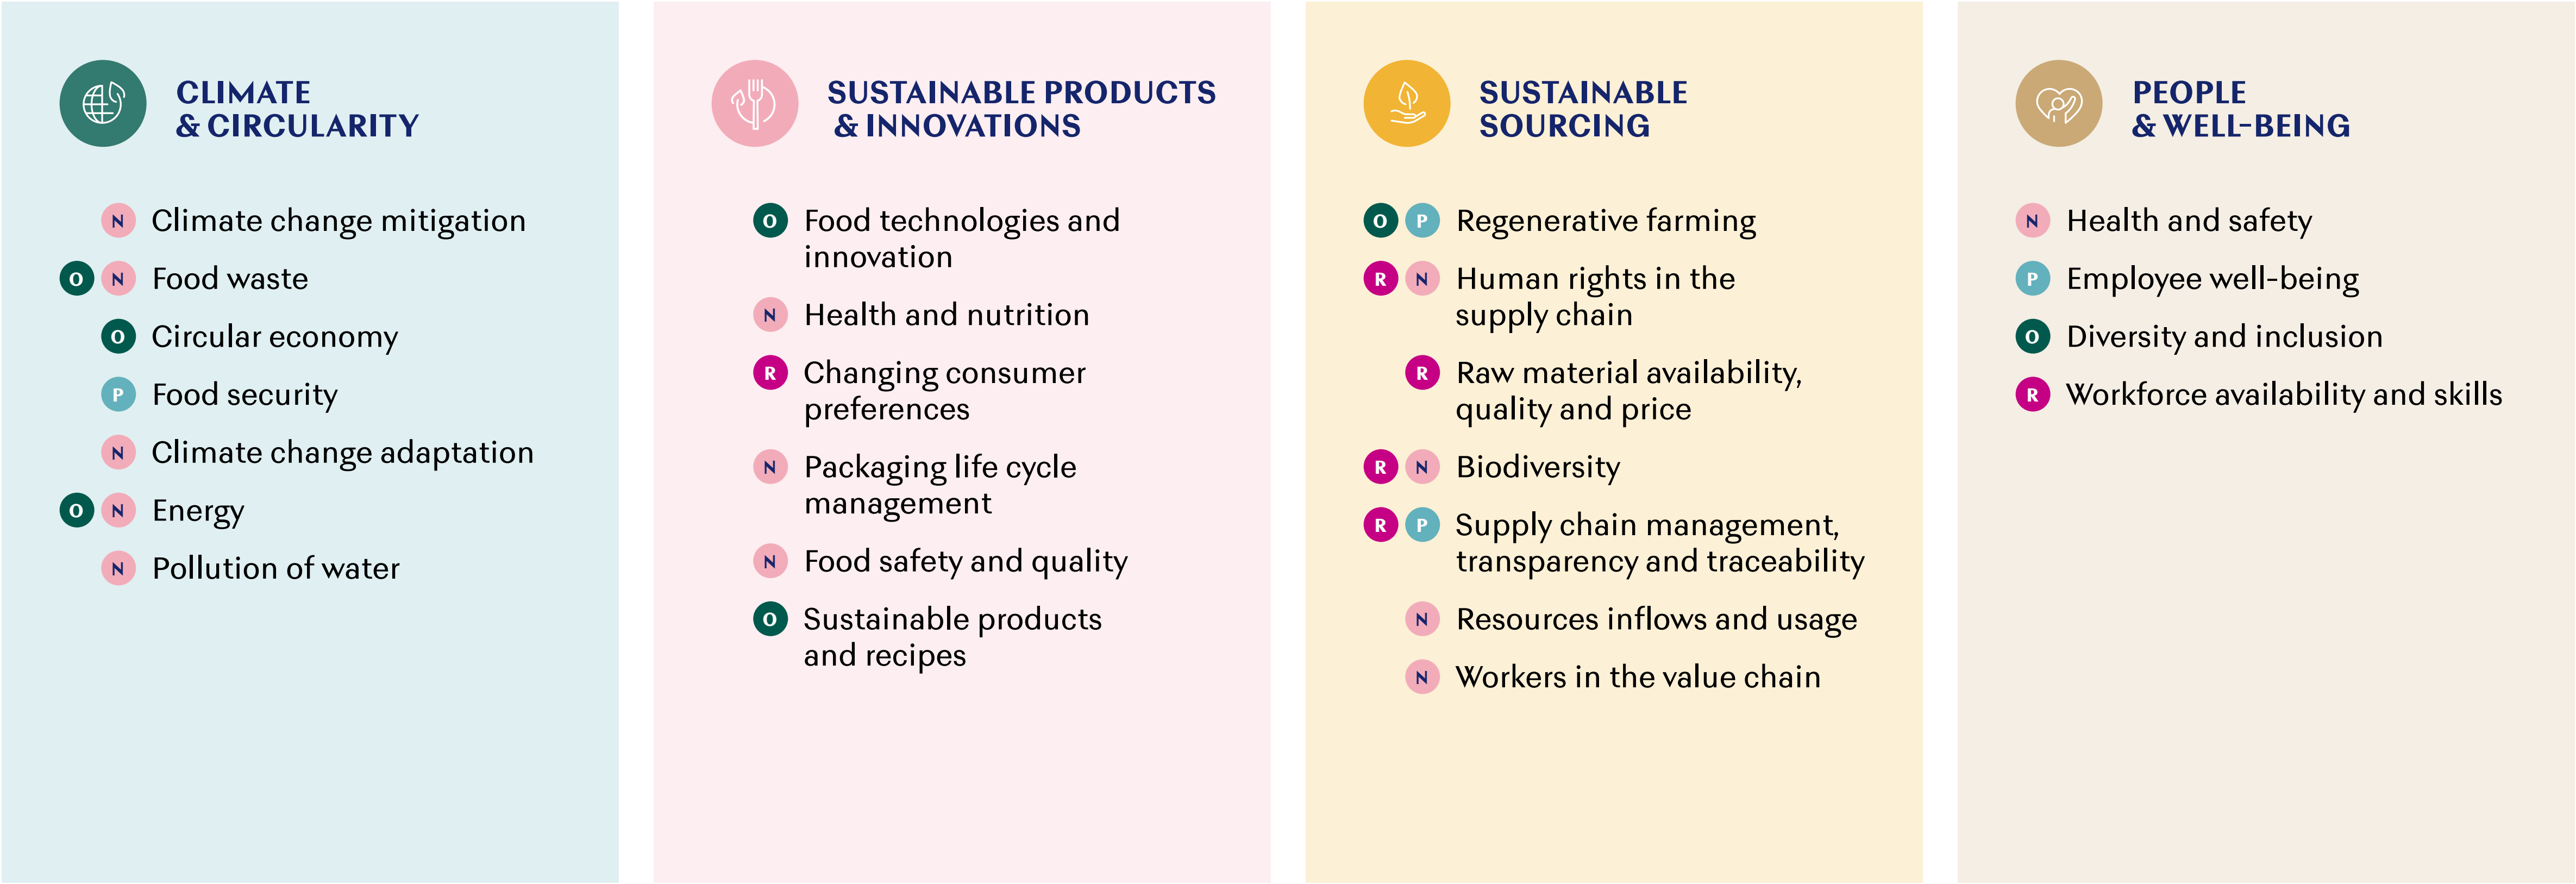 CLIMATE
& CIRCULARITY
N Climate change mitigation
O N Food waste
O Circular economy
P Food security
N Climate change adaptation
O N Energy
N Pollution of water
SUSTAINABLE PRODUCTS
& INNOVATIONS
O Food technologies and
innovation
N Health and nutrition
R Changing consumer
preferences
N Packaging life cycle
management
N Food safety and quality
O Sustainable products
and recipes
SUSTAINABLE
SOURCING
O P Regenerative farming
R N Human rights in the
supply chain
R Raw material availability,
quality and price
R N Biodiversity
R P Supply chain management,
transparency and traceability
N Resources inflows and usage
N Workers in the value chain
PEOPLE
& WELL-BEING
N Health and safety
P Employee well-being
O Diversity and inclusion
R Workforce availability and skills